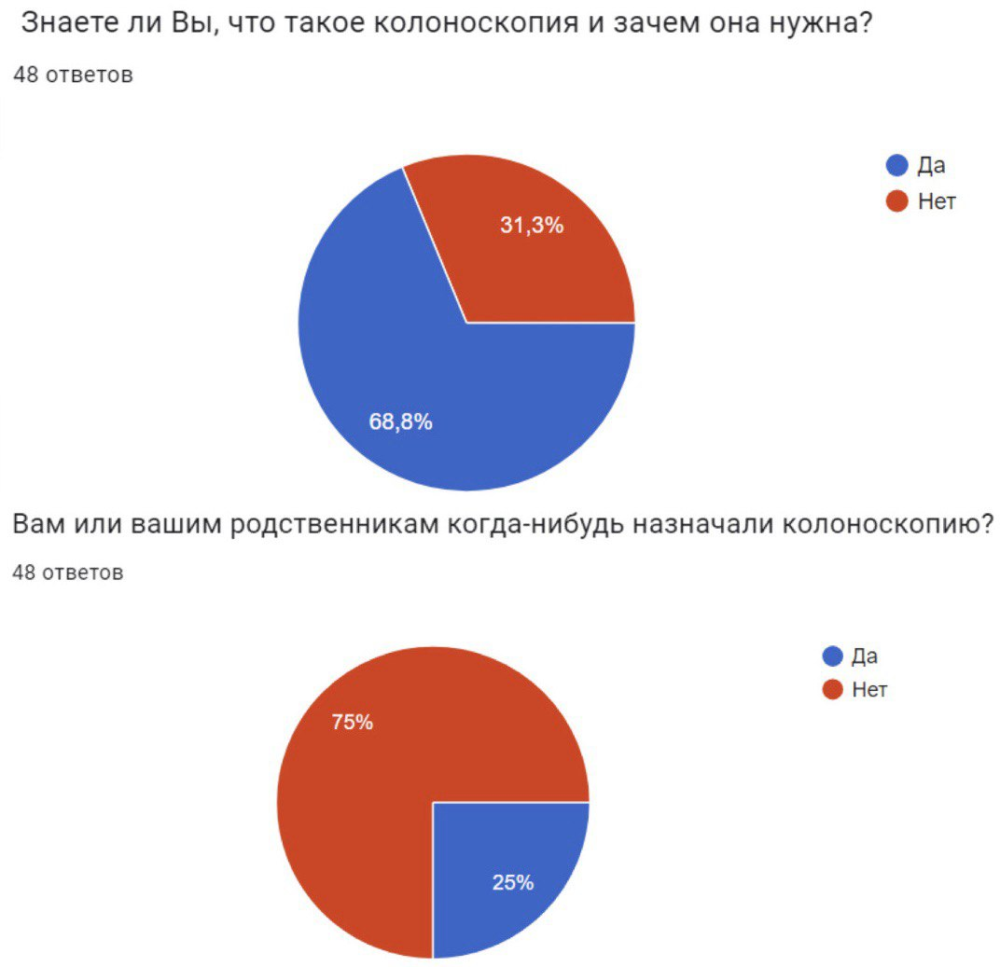 Знаете ли Вы, что такое колоноскопия и зачем она нужна?
48 ответов
Да
Нет
31,3%
68,8%
Вам или вашим родственникам когда-нибудь назначали колоноскопию?
48 ответов
Да
Нет
75%
25%